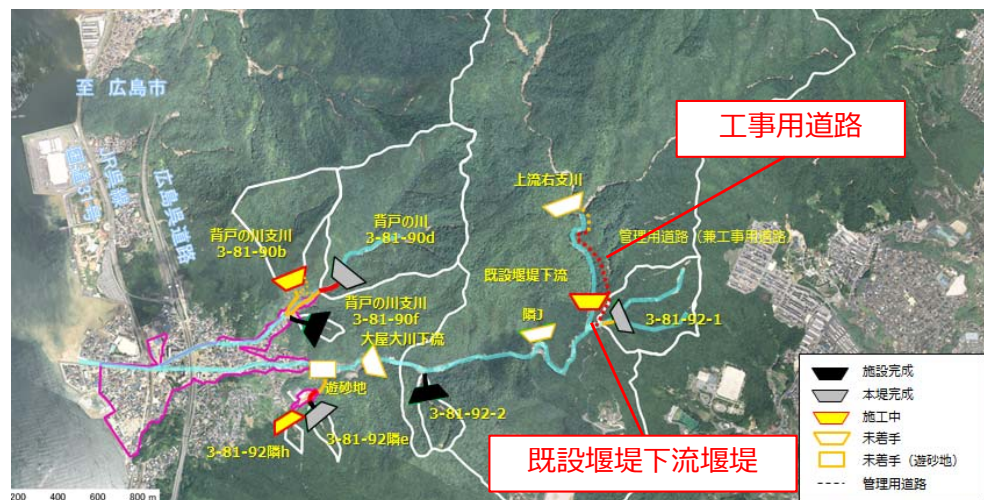 至 広島市
工事用道路
国道31号
JR呉線
広島県道路
上流右支川
背戸の川
3-81-90d
背戸の川支川
3-81-90b
管理用道路（兼工事用道路）
既設堰堤下流
背戸の川支川
3-81-90f
隣J
3-81-92-1
大屋大川下流
遊砂地
3-81-92-2
3-81-92隣e
3-81-92隣h
既設堰堤下流堰堤
施設完成
本堤完成
施工中
未着手
未着手（遊砂地）
管理用道路
200 400 600 800 m